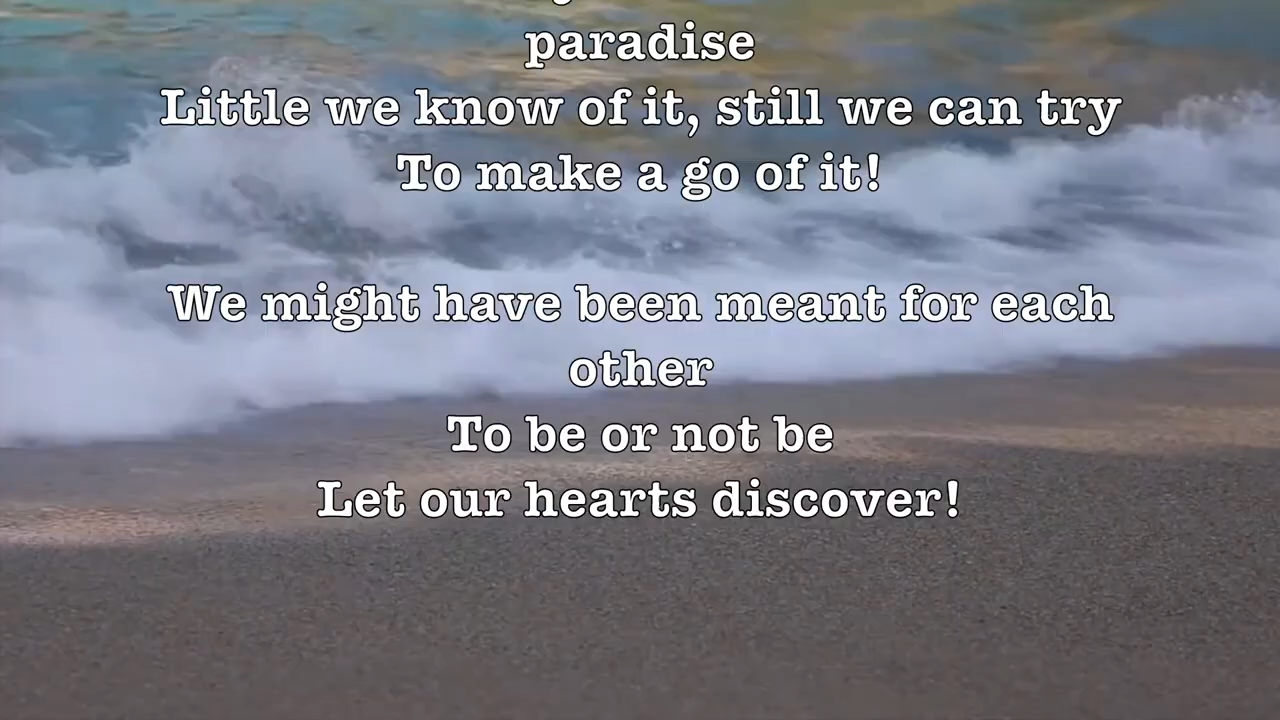 paradise
Little we know of it, still we can try
To make a go of it!
We might have been meant for each
other
To be or not be
Let our hearts discover!